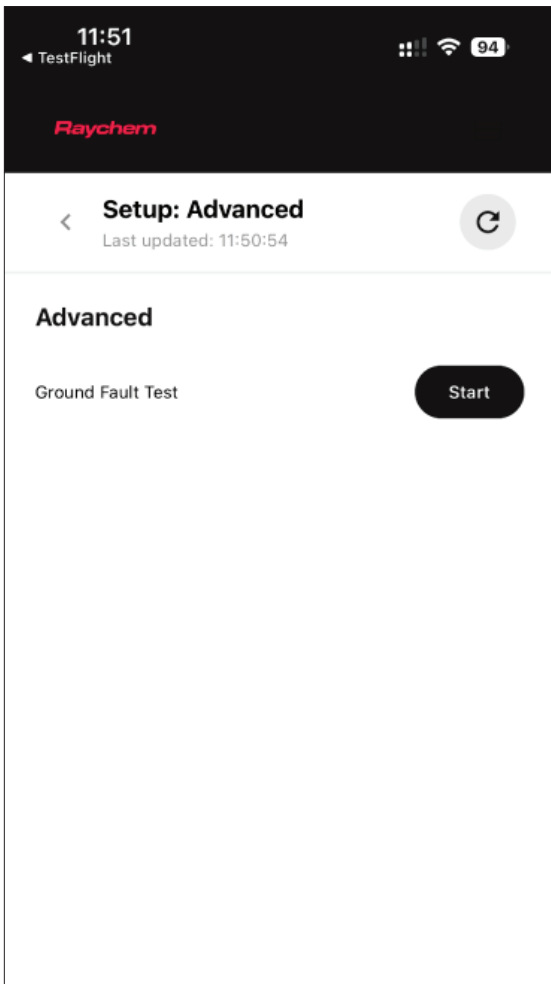 11:51
94
◀ TestFlight
Raychem
Setup: Advanced
Last updated: 11:50:54
Advanced
Ground Fault Test
Start